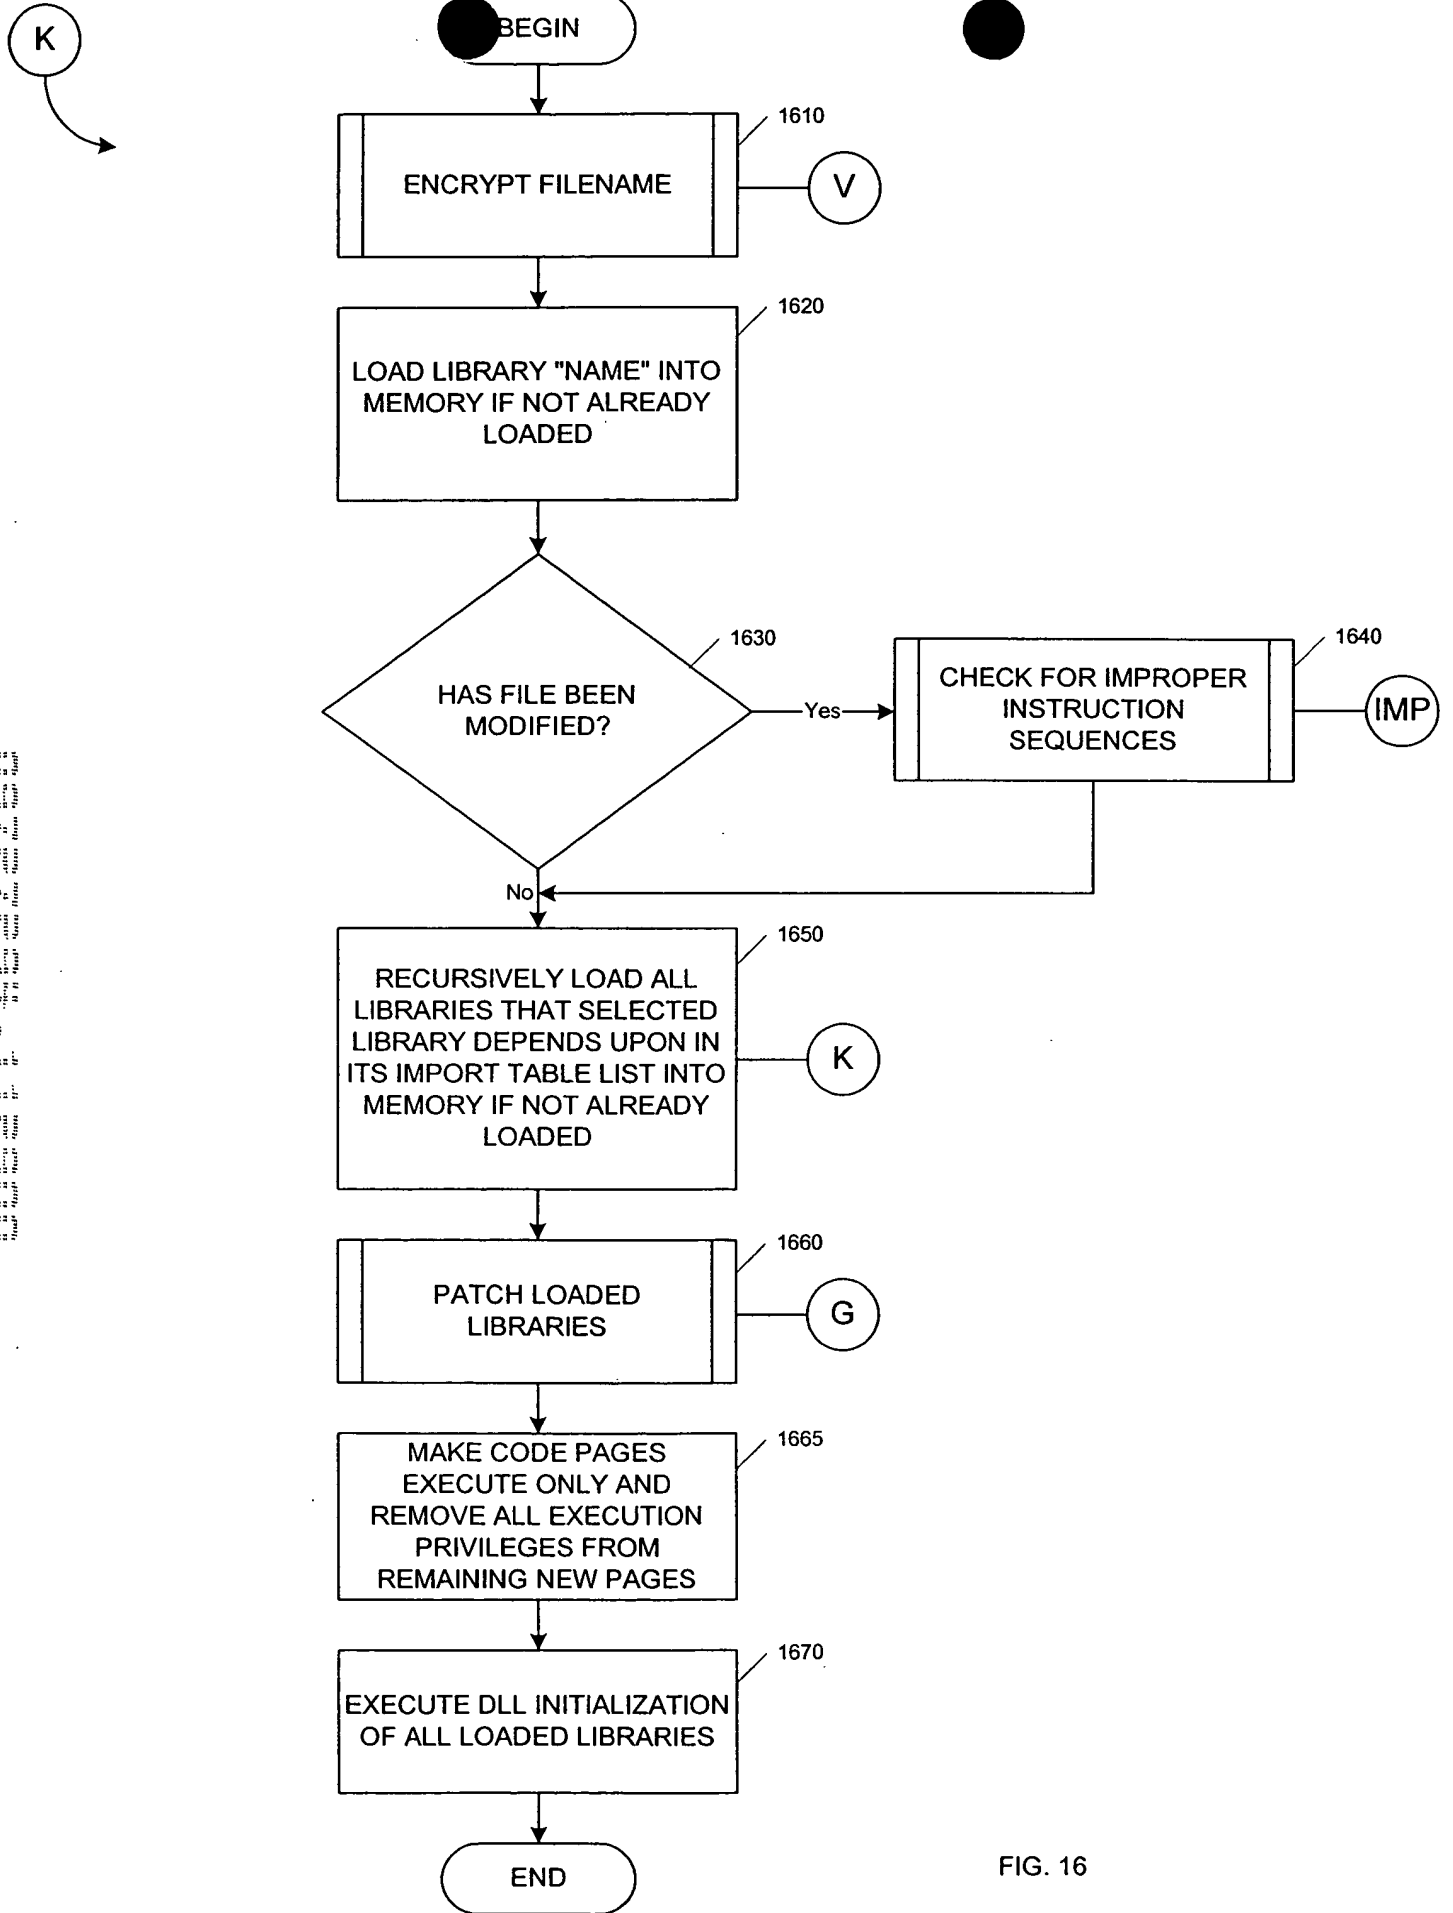 K
BEGIN
1610
ENCRYPT FILENAME
V
1620
LOAD LIBRARY "NAME" INTO
MEMORY IF NOT ALREADY
LOADED
1630
HAS FILE BEEN
MODIFIED?
Yes
1640
CHECK FOR IMPROPER
INSTRUCTION
SEQUENCES
IMP
No
1650
RECURSIVELY LOAD ALL
LIBRARIES THAT SELECTED
LIBRARY DEPENDS UPON IN
ITS IMPORT TABLE LIST INTO
MEMORY IF NOT ALREADY
LOADED
K
1660
PATCH LOADED
LIBRARIES
G
1665
MAKE CODE PAGES
EXECUTE ONLY AND
REMOVE ALL EXECUTION
PRIVILEGES FROM
REMAINING NEW PAGES
1670
EXECUTE DLL INITIALIZATION
OF ALL LOADED LIBRARIES
END
FIG. 16